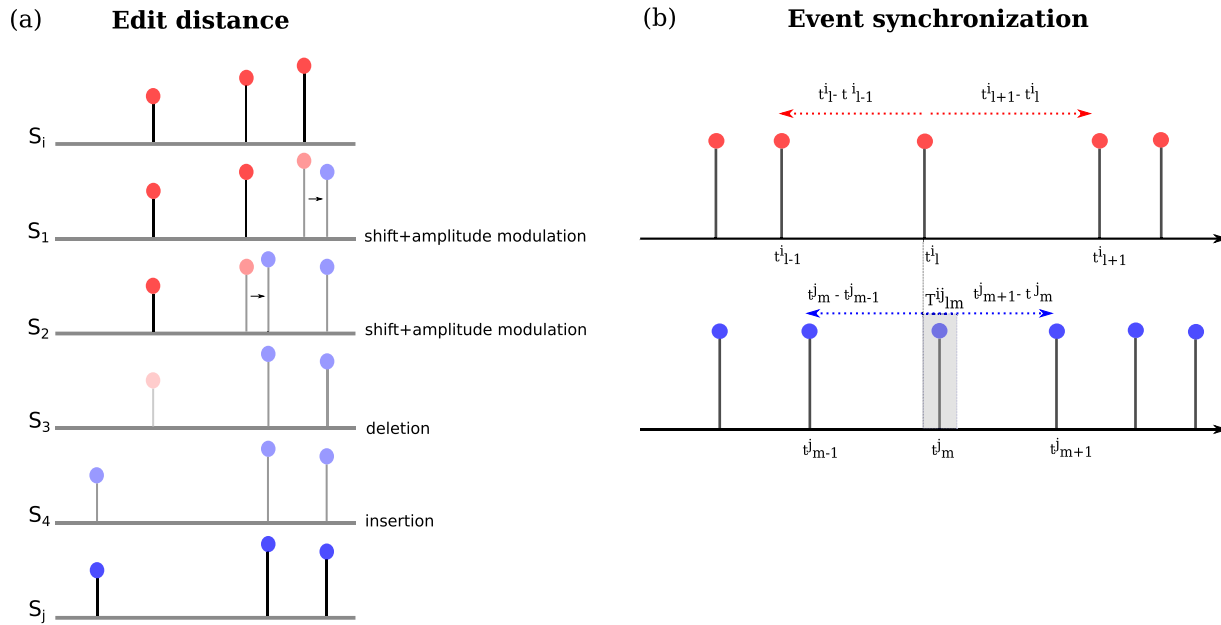 (a) Edit distance
S_i
S_1 shift+amplitude modulation
S_2 shift+amplitude modulation
S_3 deletion
S_4 insertion
S_j
(b) Event synchronization
t^i_l - t^i_{l-1} t^i_{l+1} - t^i_l
t^i_{l-1} t^i_l t^i_{l+1}
t^j_m - t^j_{m-1} T^{ij}_{lm} t^j_{m+1} - t^j_m
t^j_{m-1} t^j_m t^j_{m+1}